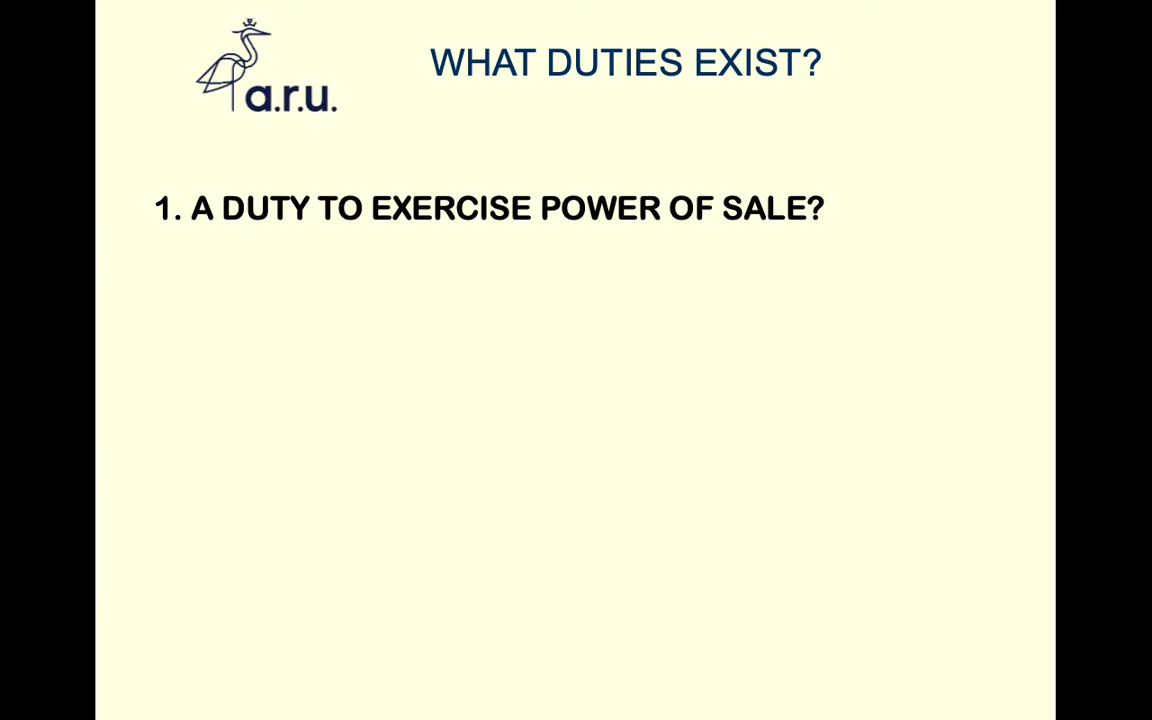 WHAT DUTIES EXIST?
a.r.u.
1. A DUTY TO EXERCISE POWER OF SALE?